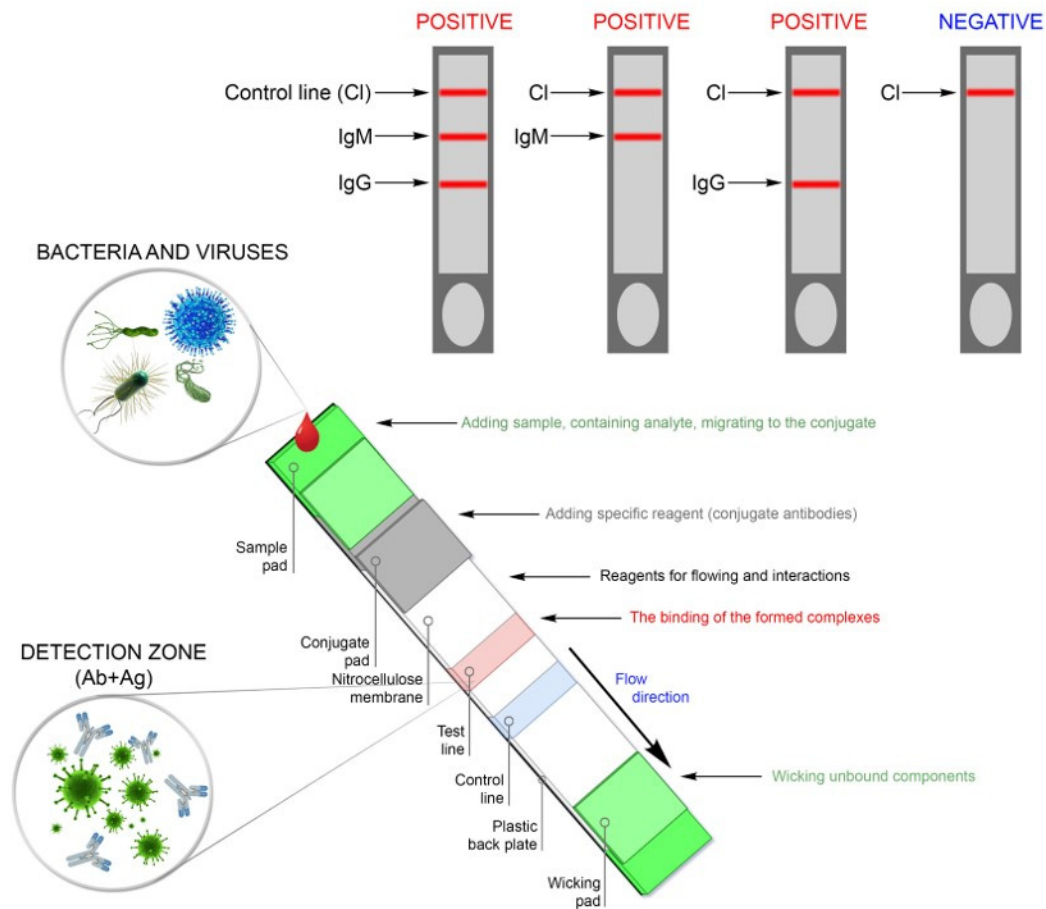 POSITIVE
POSITIVE
POSITIVE
NEGATIVE
Control line (Cl)
Cl
Cl
Cl
IgM
IgM
IgG
IgG
BACTERIA AND VIRUSES
Adding sample, containing analyte, migrating to the conjugate
Adding specific reagent (conjugate antibodies)
Sample
pad
Reagents for flowing and interactions
The binding of the formed complexes
Conjugate
pad
Nitrocellulose
membrane
DETECTION ZONE
(Ab+Ag)
Flow
direction
Test
line
Control
line
Wicking unbound components
Plastic
back plate
Wicking
pad